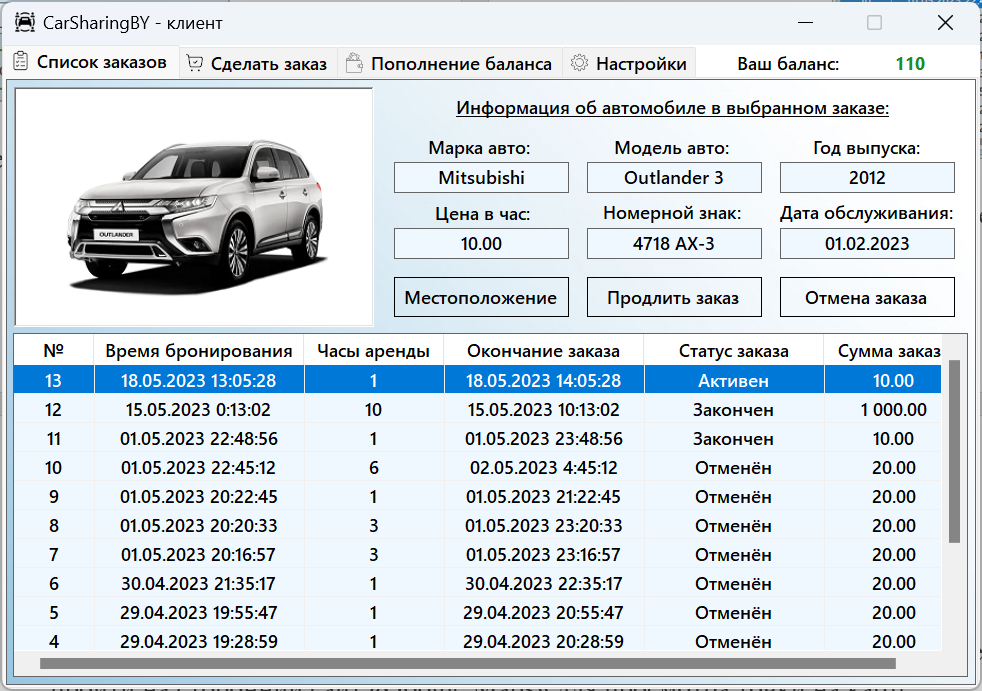 CarSharingBY - клиент
Список заказов Сделать заказ Пополнение баланса Настройки Ваш баланс: 110
Информация об автомобиле в выбранном заказе:
Марка авто: Модель авто: Год выпуска:
Mitsubishi Outlander 3 2012
Цена в час: Номерной знак: Дата обслуживания:
10.00 4718 AX-3 01.02.2023
OUTLANDER
Местоположение Продлить заказ Отмена заказа
№ Время бронирования Часы аренды Окончание заказа Статус заказа Сумма заказ
13 18.05.2023 13:05:28 1 18.05.2023 14:05:28 Активен 10.00
12 15.05.2023 0:13:02 10 15.05.2023 10:13:02 Закончен 1 000.00
11 01.05.2023 22:48:56 1 01.05.2023 23:48:56 Закончен 10.00
10 01.05.2023 22:45:12 6 02.05.2023 4:45:12 Отменён 20.00
9 01.05.2023 20:22:45 1 01.05.2023 21:22:45 Отменён 20.00
8 01.05.2023 20:20:33 3 01.05.2023 23:20:33 Отменён 20.00
7 01.05.2023 20:16:57 3 01.05.2023 23:16:57 Отменён 20.00
6 30.04.2023 21:35:17 1 30.04.2023 22:35:17 Отменён 20.00
5 29.04.2023 19:55:47 1 29.04.2023 20:55:47 Отменён 20.00
4 29.04.2023 19:28:59 1 29.04.2023 20:28:59 Отменён 20.00